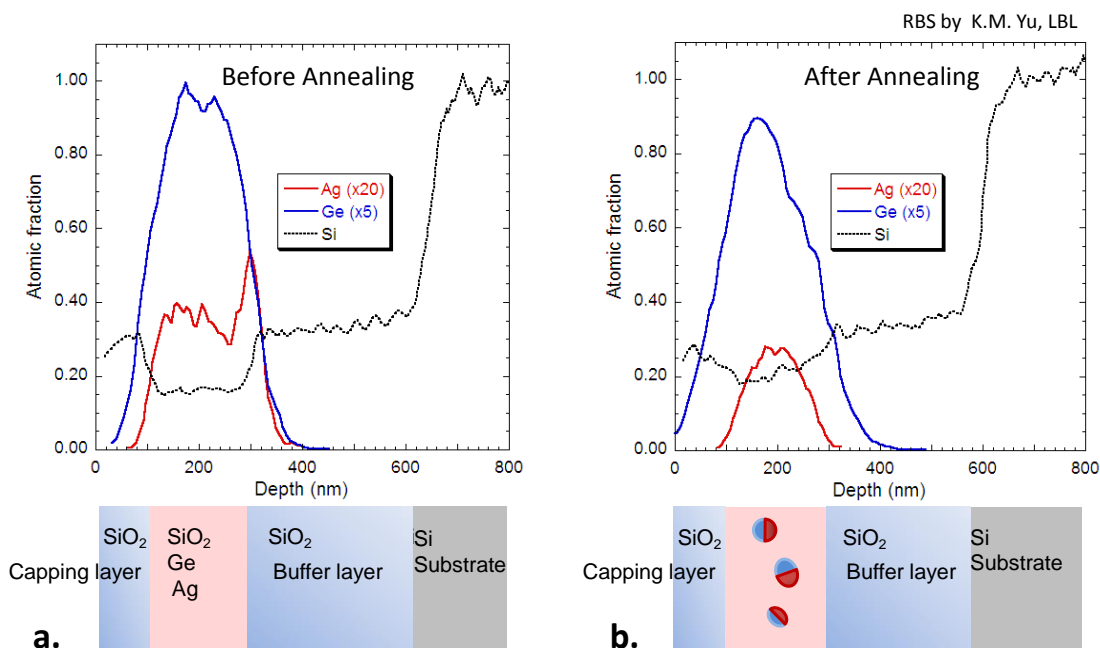 RBS by K.M. Yu, LBL
Before Annealing
1.00
0.80
0.60
0.40
0.20
0.00
Atomic fraction
Ag (x20)
Ge (x5)
Si
0
200
400
600
800
Depth (nm)
SiO2
Capping layer
SiO2
Ge
Ag
SiO2
Buffer layer
Si
Substrate
a.
After Annealing
1.00
0.80
0.60
0.40
0.20
0.00
Atomic fraction
Ag (x20)
Ge (x5)
Si
0
200
400
600
800
Depth (nm)
SiO2
Capping layer
SiO2
Buffer layer
Si
Substrate
b.